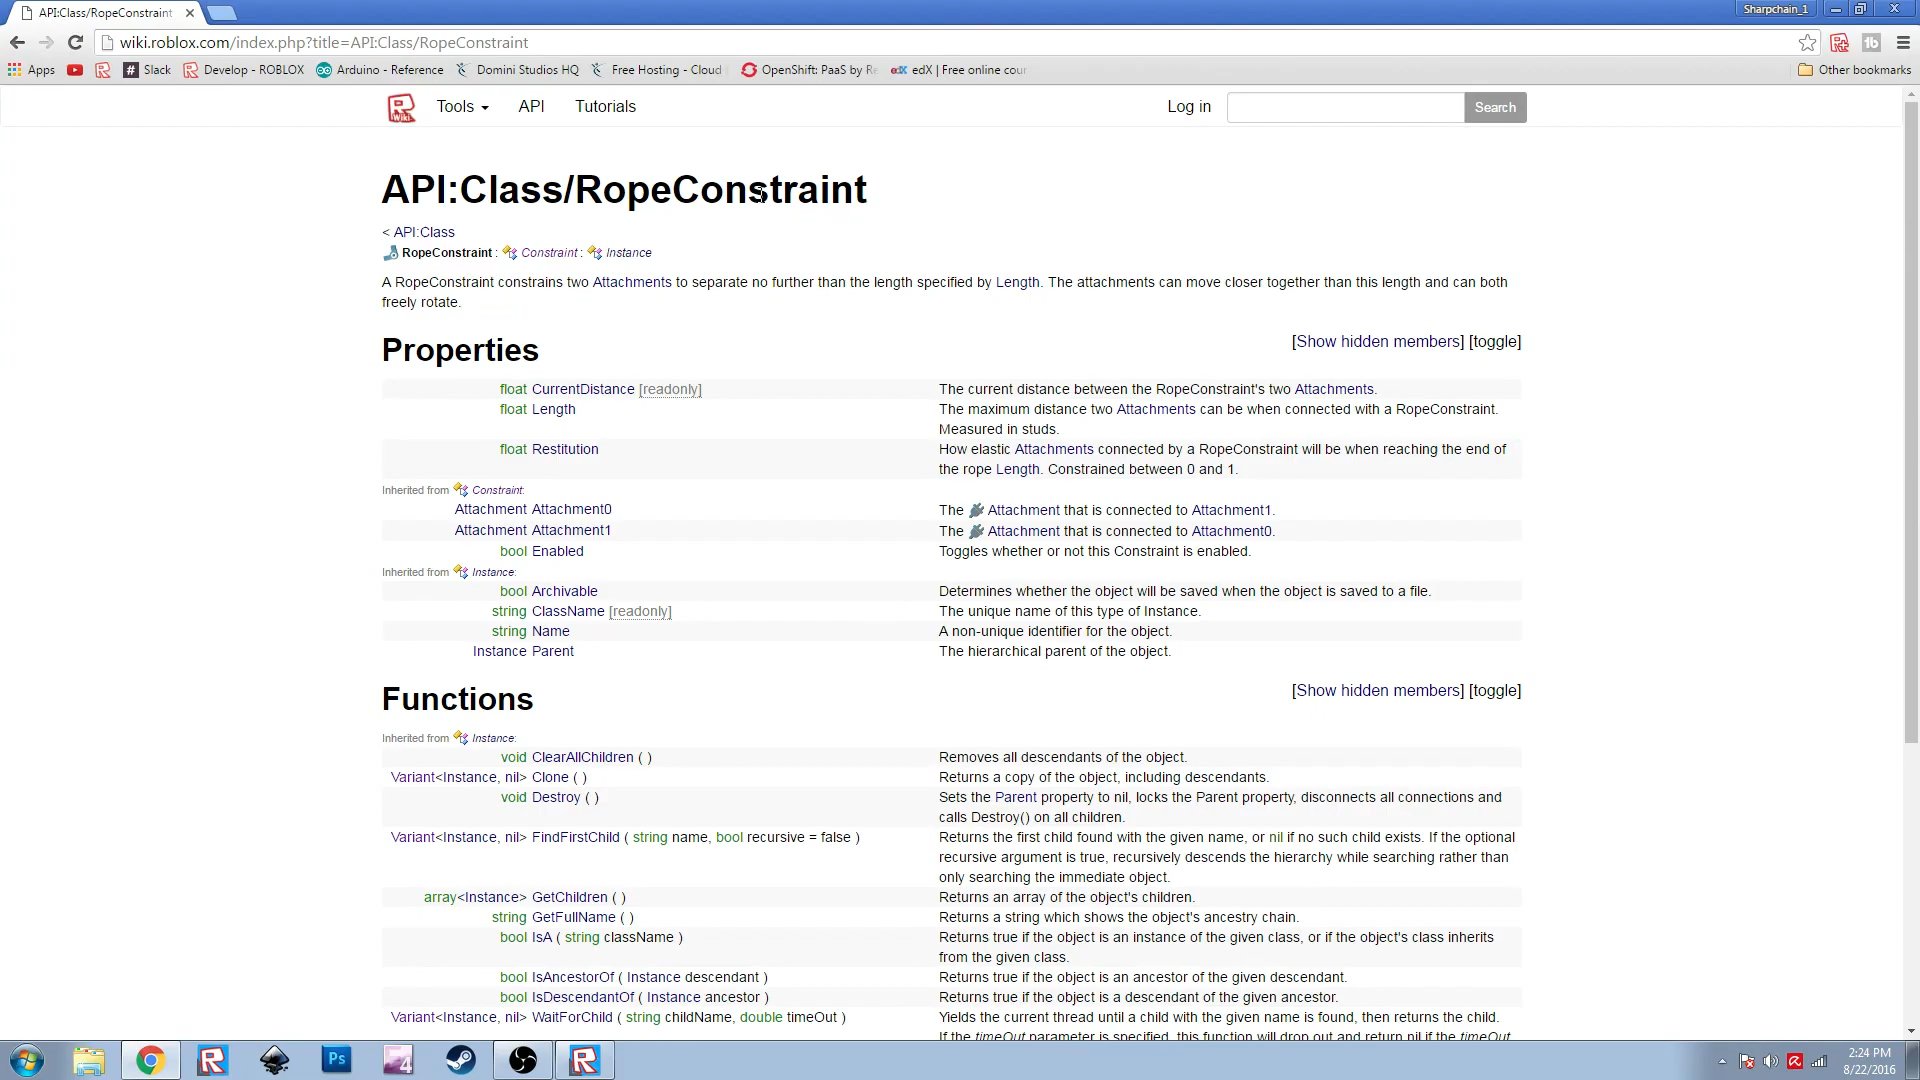 API:Class/RopeConstraint
Sharpchain_1
wiki.roblox.com/index.php?title=API:Class/RopeConstraint
Apps
Slack
Develop - ROBLOX
Arduino - Reference
Domini Studios HQ
Free Hosting - Cloud
OpenShift: PaaS by Re
edX | Free online cour
Other bookmarks
Wiki
Tools
API
Tutorials
Log in
Search
API:Class/RopeConstraint
< API:Class
RopeConstraint : Constraint : Instance
A RopeConstraint constrains two Attachments to separate no further than the length specified by Length. The attachments can move closer together than this length and can both
freely rotate.
Properties
[Show hidden members] [toggle]
float CurrentDistance [readonly] The current distance between the RopeConstraint's two Attachments.
float Length The maximum distance two Attachments can be when connected with a RopeConstraint.
Measured in studs.
float Restitution How elastic Attachments connected by a RopeConstraint will be when reaching the end of
the rope Length. Constrained between 0 and 1.
Inherited from Constraint:
Attachment Attachment0 The Attachment that is connected to Attachment1.
Attachment Attachment1 The Attachment that is connected to Attachment0.
bool Enabled Toggles whether or not this Constraint is enabled.
Inherited from Instance:
bool Archivable Determines whether the object will be saved when the object is saved to a file.
string ClassName [readonly] The unique name of this type of Instance.
string Name A non-unique identifier for the object.
Instance Parent The hierarchical parent of the object.
Functions
[Show hidden members] [toggle]
Inherited from Instance:
void ClearAllChildren ( ) Removes all descendants of the object.
Variant<Instance, nil> Clone ( ) Returns a copy of the object, including descendants.
void Destroy ( ) Sets the Parent property to nil, locks the Parent property, disconnects all connections and
calls Destroy() on all children.
Variant<Instance, nil> FindFirstChild ( string name, bool recursive = false ) Returns the first child found with the given name, or nil if no such child exists. If the optional
recursive argument is true, recursively descends the hierarchy while searching rather than
only searching the immediate object.
array<Instance> GetChildren ( ) Returns an array of the object's children.
string GetFullName ( ) Returns a string which shows the object's ancestry chain.
bool IsA ( string className ) Returns true if the object is an instance of the given class, or if the object's class inherits
from the given class.
bool IsAncestorOf ( Instance descendant ) Returns true if the object is an ancestor of the given descendant.
bool IsDescendantOf ( Instance ancestor ) Returns true if the object is a descendant of the given ancestor.
Variant<Instance, nil> WaitForChild ( string childName, double timeOut ) Yields the current thread until a child with the given name is found, then returns the child.
If the timeOut parameter is specified, this function will drop out and return nil if the timeOut
Ps
4
2:24 PM
8/22/2016